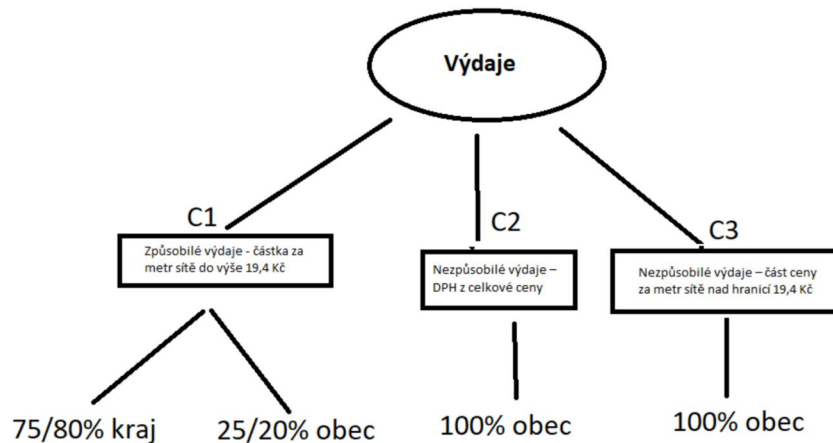 Výdaje
C1
C2
C3
Způsobilé výdaje - částka za
metr sítě do výše 19,4 Kč
Nezpůsobilé výdaje –
DPH z celkové ceny
Nezpůsobilé výdaje – část ceny
za metr sítě nad hranicí 19,4 Kč
75/80% kraj
25/20% obec
100% obec
100% obec